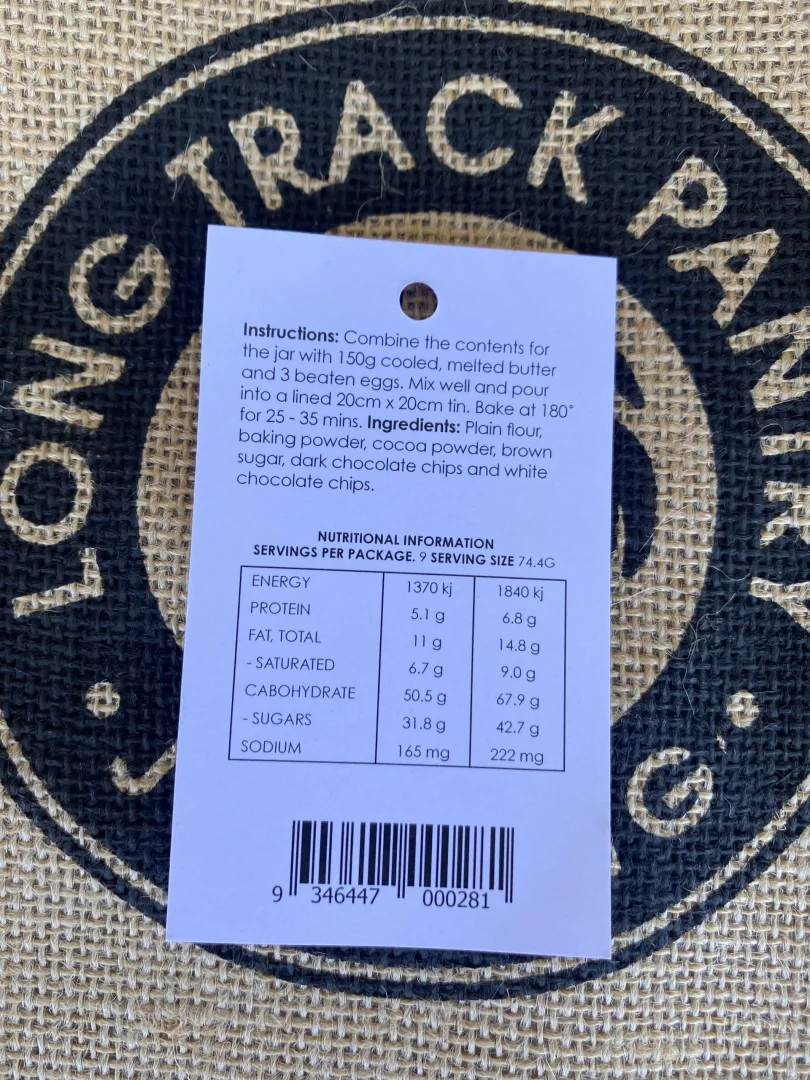 LONG TRACK PANTRY
J
G
Instructions: Combine the contents for
the jar with 150g cooled, melted butter
and 3 beaten eggs. Mix well and pour
into a lined 20cm x 20cm tin. Bake at 180°
for 25 - 35 mins. Ingredients: Plain flour,
baking powder, cocoa powder, brown
sugar, dark chocolate chips and white
chocolate chips.
NUTRITIONAL INFORMATION
SERVINGS PER PACKAGE. 9 SERVING SIZE 74.4G
ENERGY 1370 kj 1840 kj
PROTEIN 5.1 g 6.8 g
FAT, TOTAL 11 g 14.8 g
- SATURATED 6.7 g 9.0 g
CABOHYDRATE 50.5 g 67.9 g
- SUGARS 31.8 g 42.7 g
SODIUM 165 mg 222 mg
9 346447 000281